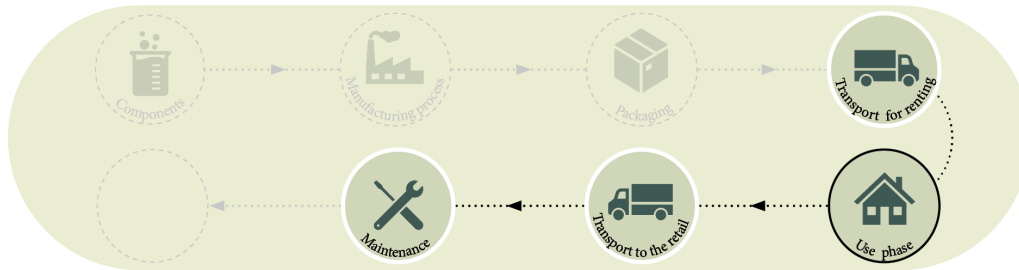 Components
Manufacturing process
Packaging
Transport for renting
Maintenance
Transport to the retail
Use phase